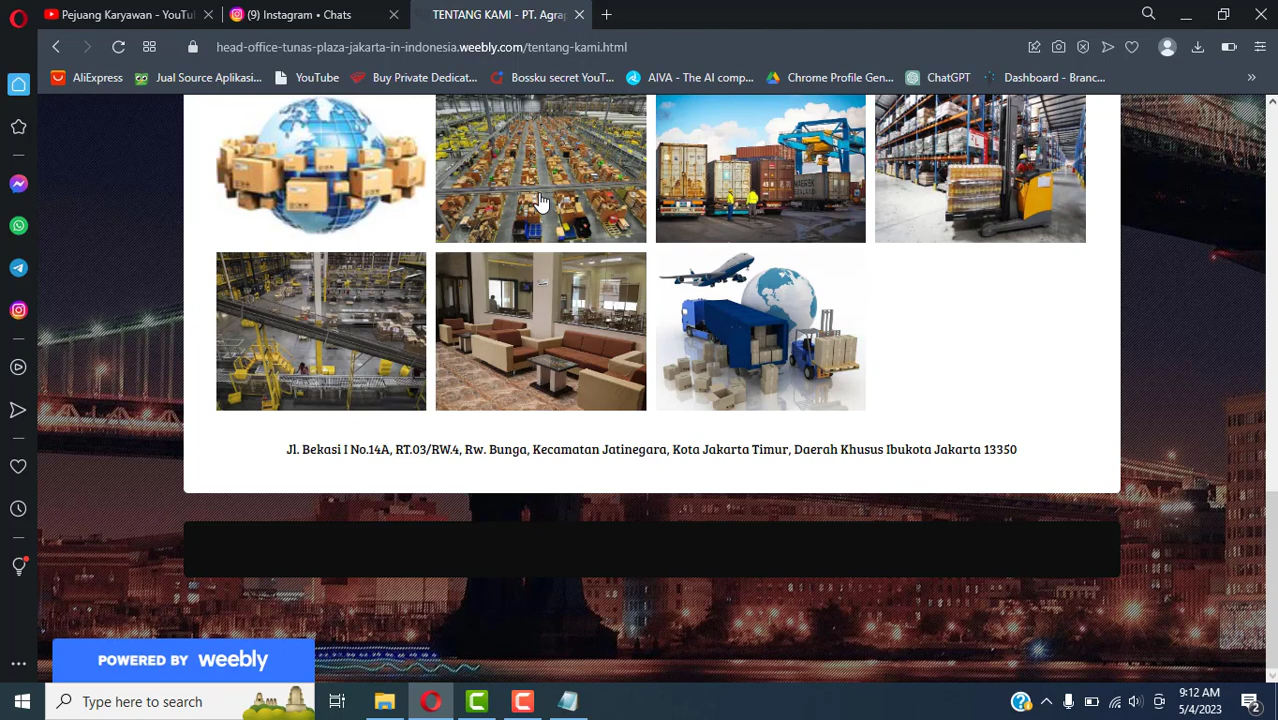 Pejuang Karyawan - YouTu
(9) Instagram • Chats
TENTANG KAMI - PT. Agrap
head-office-tunas-plaza-jakarta-in-indonesia.weebly.com/tentang-kami.html
AliExpress
Jual Source Aplikasi...
YouTube
Buy Private Dedicat...
Bossku secret YouT...
AIVA - The AI comp...
Chrome Profile Gen...
ChatGPT
Dashboard - Branc...
Jl. Bekasi I No.14A, RT.03/RW.4, Rw. Bunga, Kecamatan Jatinegara, Kota Jakarta Timur, Daerah Khusus Ibukota Jakarta 13350
POWERED BY weebly
Type here to search
9:12 AM
5/4/2023
2